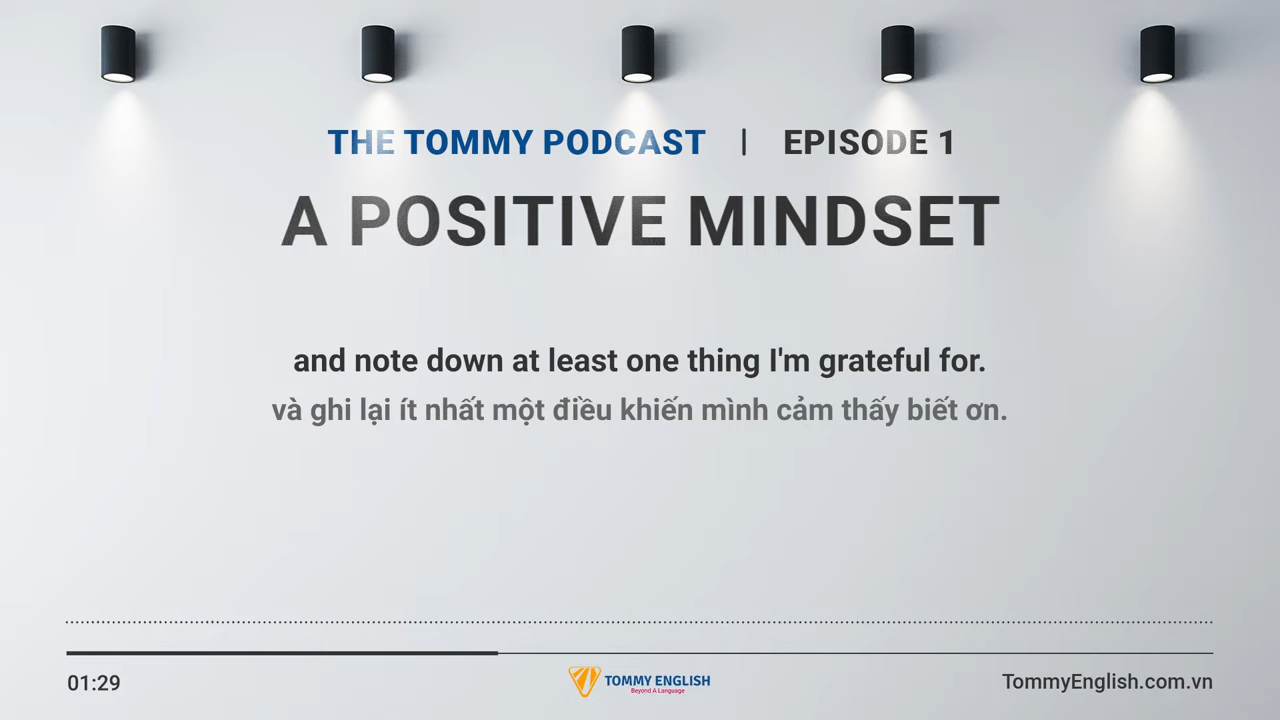 THE TOMMY PODCAST | EPISODE 1
A POSITIVE MINDSET
and note down at least one thing I'm grateful for.
và ghi lại ít nhất một điều khiến mình cảm thấy biết ơn.
01:29
TOMMY ENGLISH
Beyond A Language
TommyEnglish.com.vn